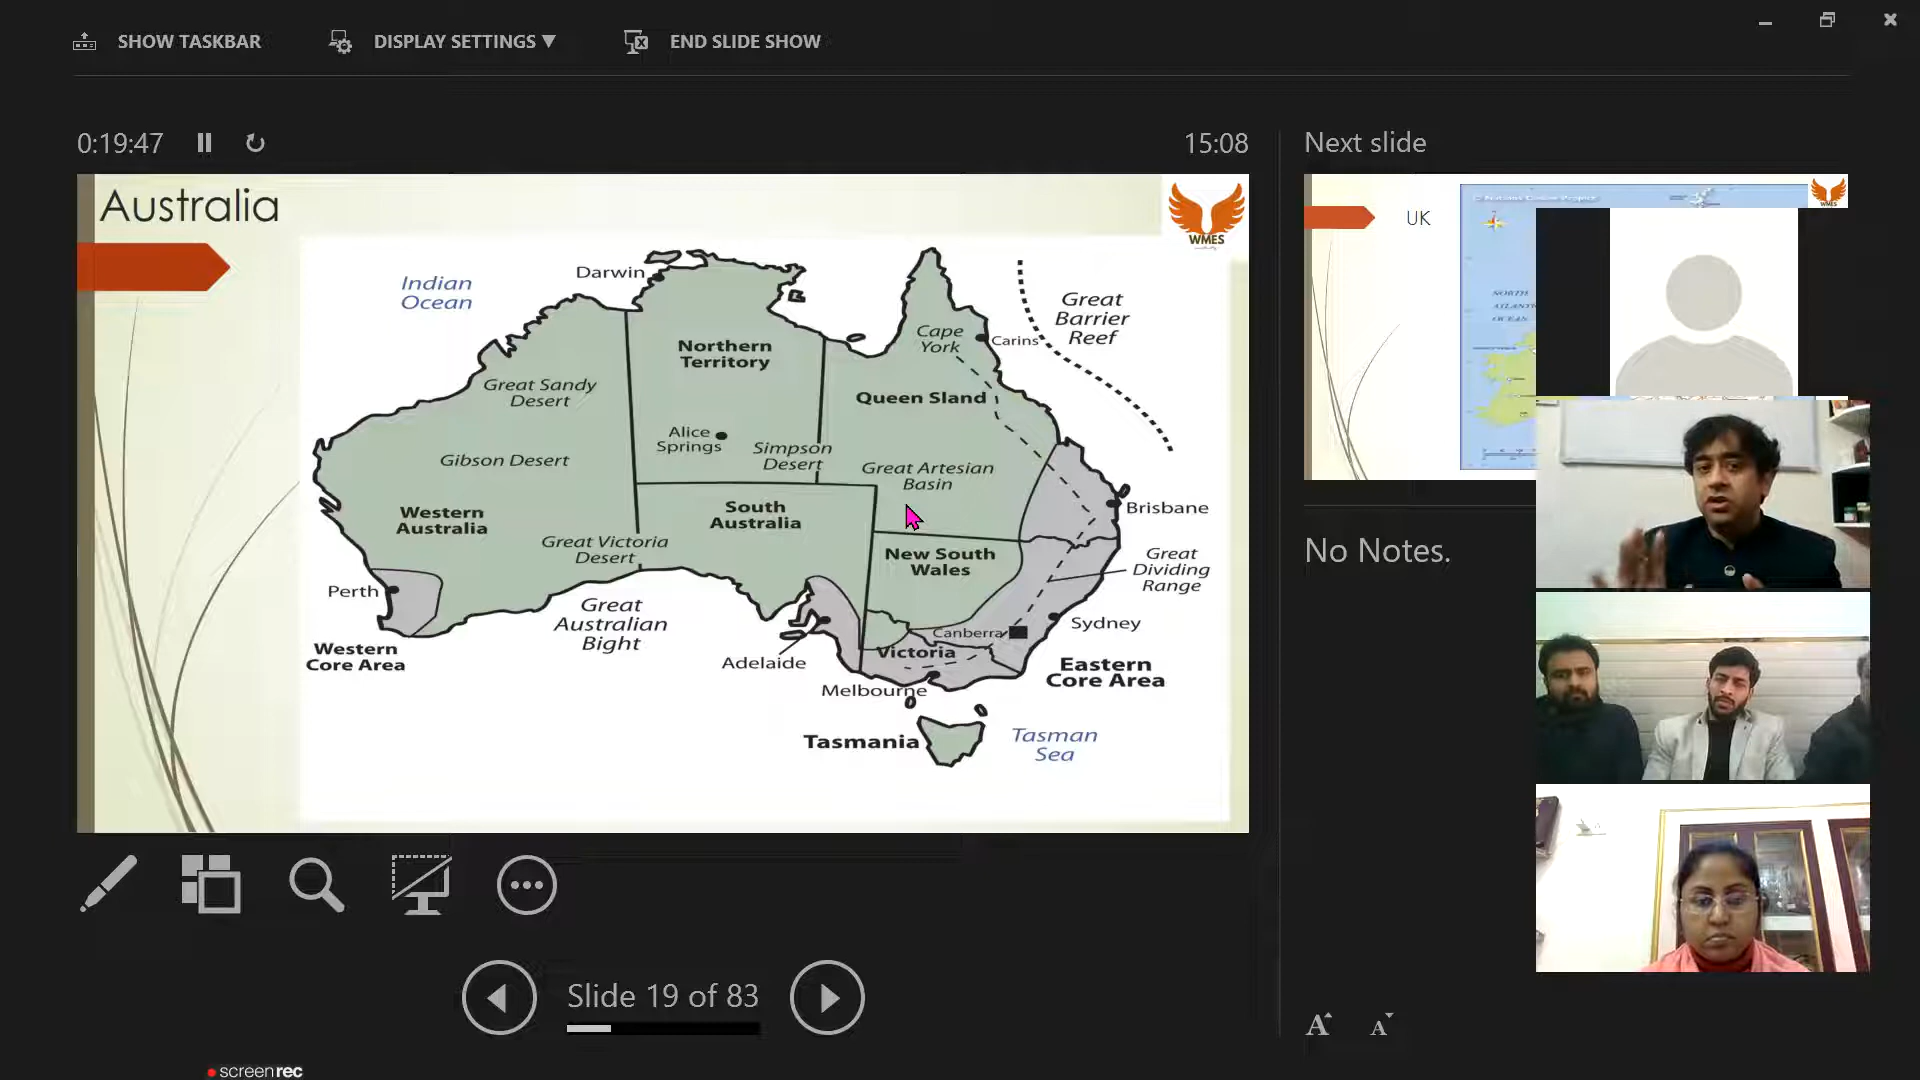 SHOW TASKBAR
DISPLAY SETTINGS ▼
END SLIDE SHOW
0:19:47
15:08
Next slide
Australia
WMES
Indian
Ocean
Darwin
Great
Barrier
Reef
Cape
York
Carins
Northern
Territory
Great Sandy
Desert
Queen Sland
Alice
Springs
Simpson
Desert
Gibson Desert
Great Artesian
Basin
Western
Australia
South
Australia
Brisbane
Great Victoria
Desert
New South
Wales
Great
Dividing
Range
Perth
Great
Australian
Bight
Sydney
Canberra
Western
Core Area
Adelaide
Victoria
Eastern
Core Area
Melbourne
Tasmania
Tasman
Sea
UK
WMES
NORTH
OCEAN
No Notes.
Slide 19 of 83
A A
screenrec